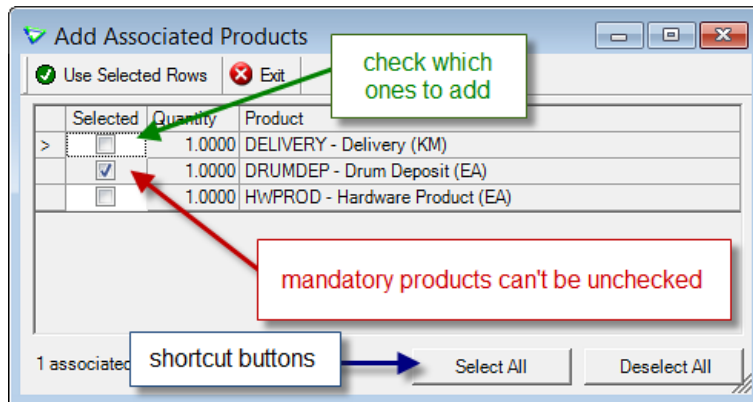 Add Associated Products
Use Selected Rows Exit
check which
ones to add
Selected Quantity Product
> 1.0000 DELIVERY - Delivery (KM)
1.0000 DRUMDEP - Drum Deposit (EA)
1.0000 HWPROD - Hardware Product (EA)
mandatory products can't be unchecked
1 associated
shortcut buttons
Select All Deselect All